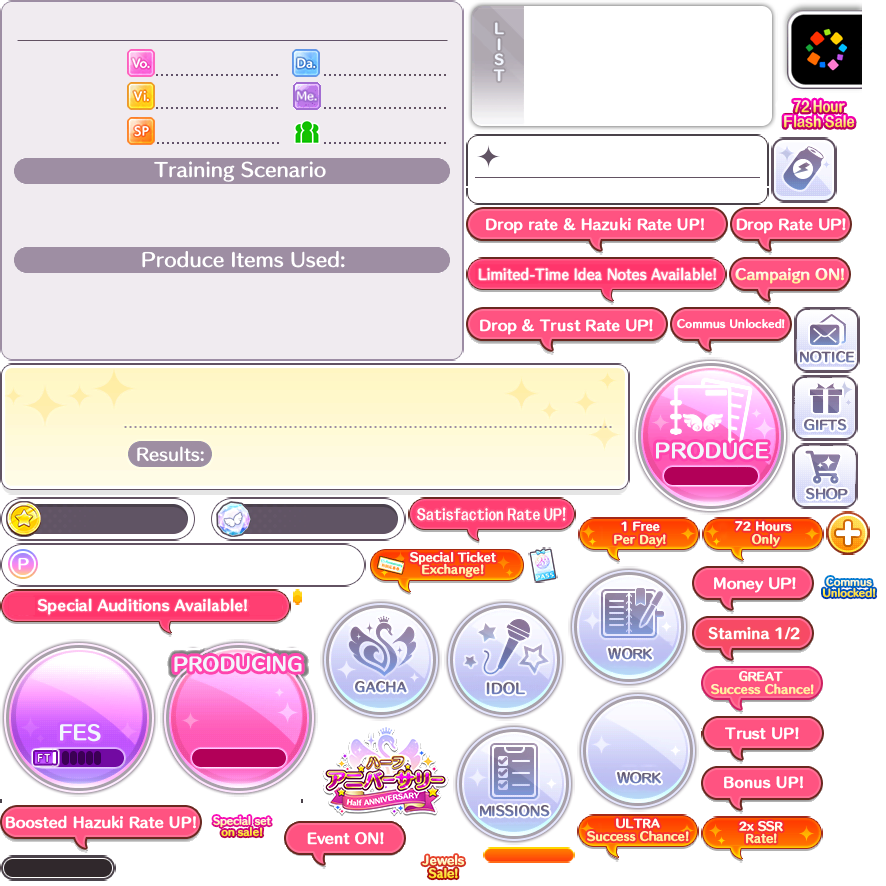 Vo.
Da.
Vi.
Me.
SP
Training Scenario
Produce Items Used:
LIST
72 Hour
Flash Sale
Drop rate & Hazuki Rate UP!
Drop Rate UP!
Limited-Time Idea Notes Available!
Campaign ON!
Drop & Trust Rate UP!
Commus Unlocked!
NOTICE
Results:
PRODUCE
GIFTS
SHOP
Satisfaction Rate UP!
1 Free
Per Day!
72 Hours
Only
P
Special Ticket
Exchange!
PASS
Money UP!
Commus
Unlocked!
Special Auditions Available!
Stamina 1/2
PRODUCING
GACHA
IDOL
WORK
GREAT
Success Chance!
FES
FT
Trust UP!
ハーフ
アニバーサリー
Half ANNIVERSARY
MISSIONS
WORK
Bonus UP!
Boosted Hazuki Rate UP!
Special set
on sale!
Event ON!
ULTRA
Success Chance!
2x SSR
Rate!
Jewels
Sale!